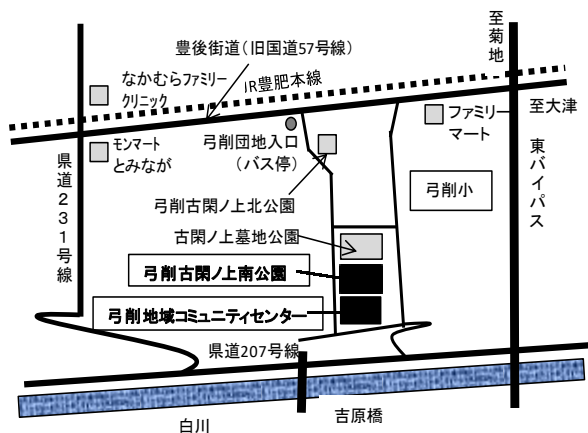 至菊地
豊後街道(旧国道57号線)
なかむらファミリー
クリニック
JR豊肥本線
ファミリー
マート
至大津
モンマート
とみなが
弓削団地入口
(バス停)
県道231号線
東バイパス
弓削小
弓削古閑ノ上北公園
古閑ノ上墓地公園
弓削古閑ノ上南公園
弓削地域コミュニティセンター
県道207号線
白川
吉原橋